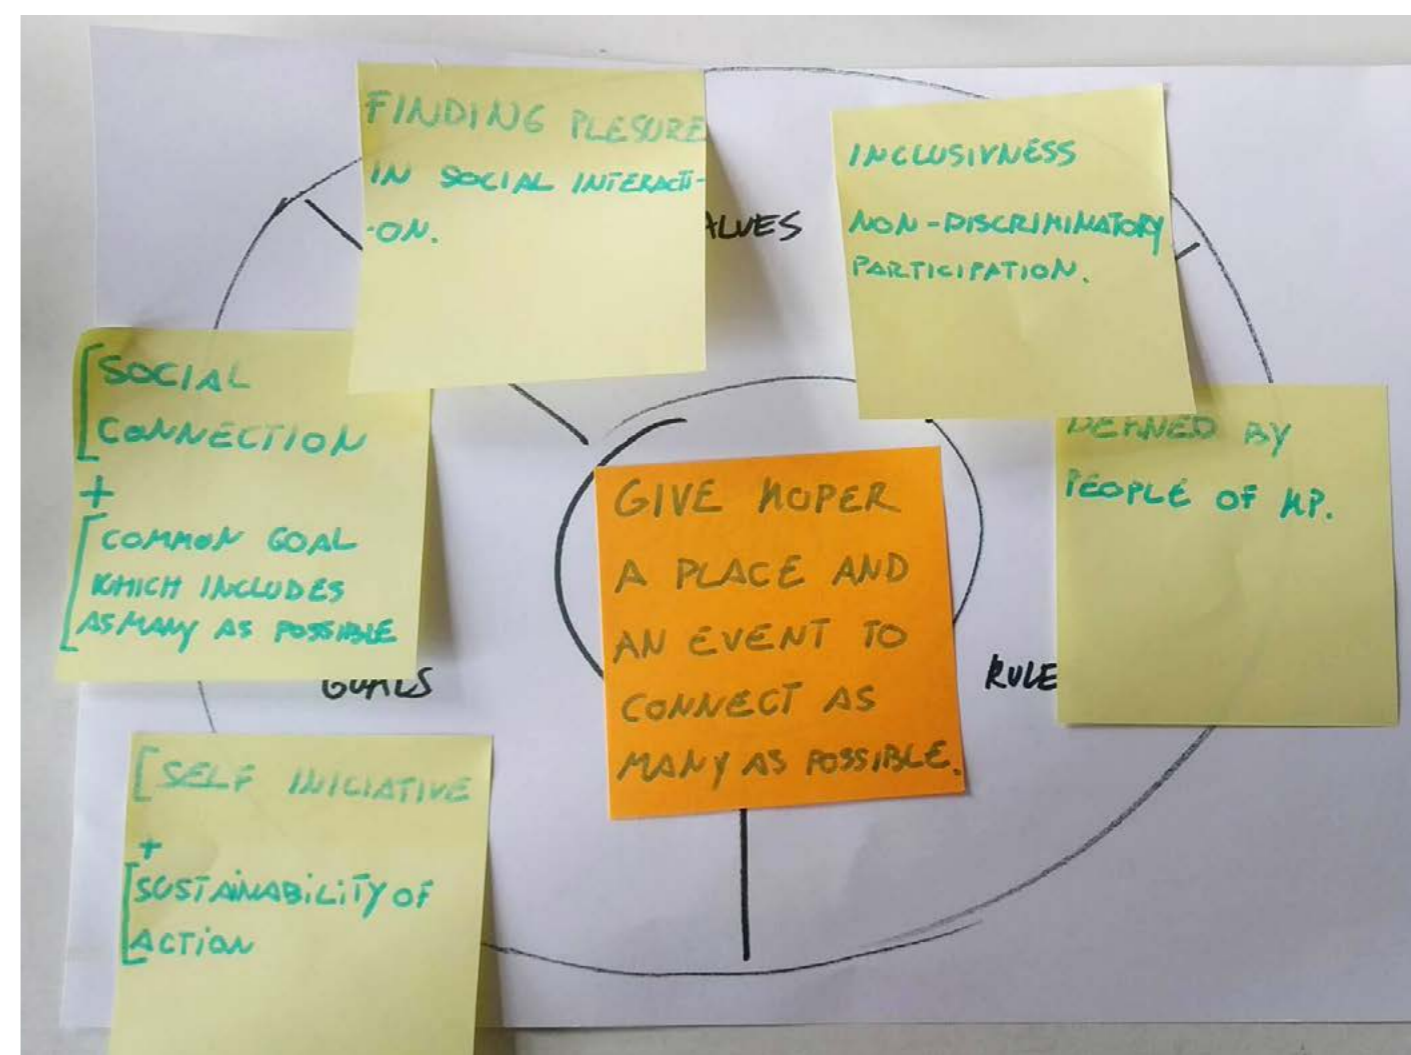 FINDING PLESURE
IN SOCIAL INTERACTI-
-ON.
ALUES
INCLUSIVNESS
NON-DISCRIMINATORY
PARTICIPATION.
SOCIAL
CONNECTION
+
COMMON GOAL
WHICH INCLUDES
AS MANY AS POSSIBLE
GOALS
DEFINED BY
PEOPLE OF MP.
RULE
GIVE MOPER
A PLACE AND
AN EVENT TO
CONNECT AS
MANY AS POSSIBLE.
SELF INICIATIVE
+
SUSTAINABILITY OF
ACTION